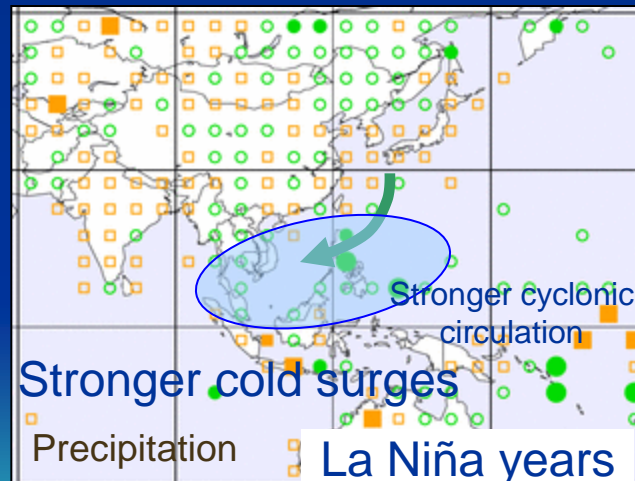 Stronger cyclonic
circulation
Stronger cold surges
Precipitation
La Niña years